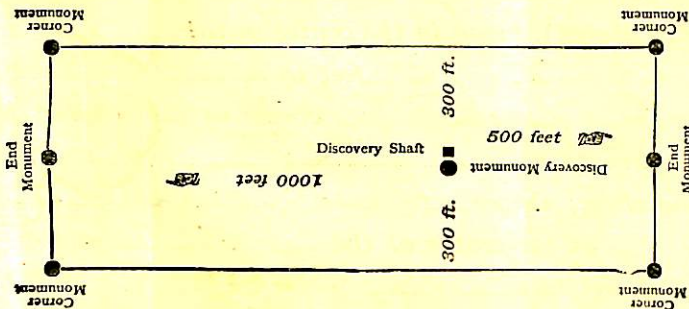 Corner
Monument
Corner
Monument
300 ft.
End
Monument
Discovery Shaft
500 feet
Discovery Monument
End
Monument
1000 feet
300 ft.
Corner
Monument
Corner
Monument